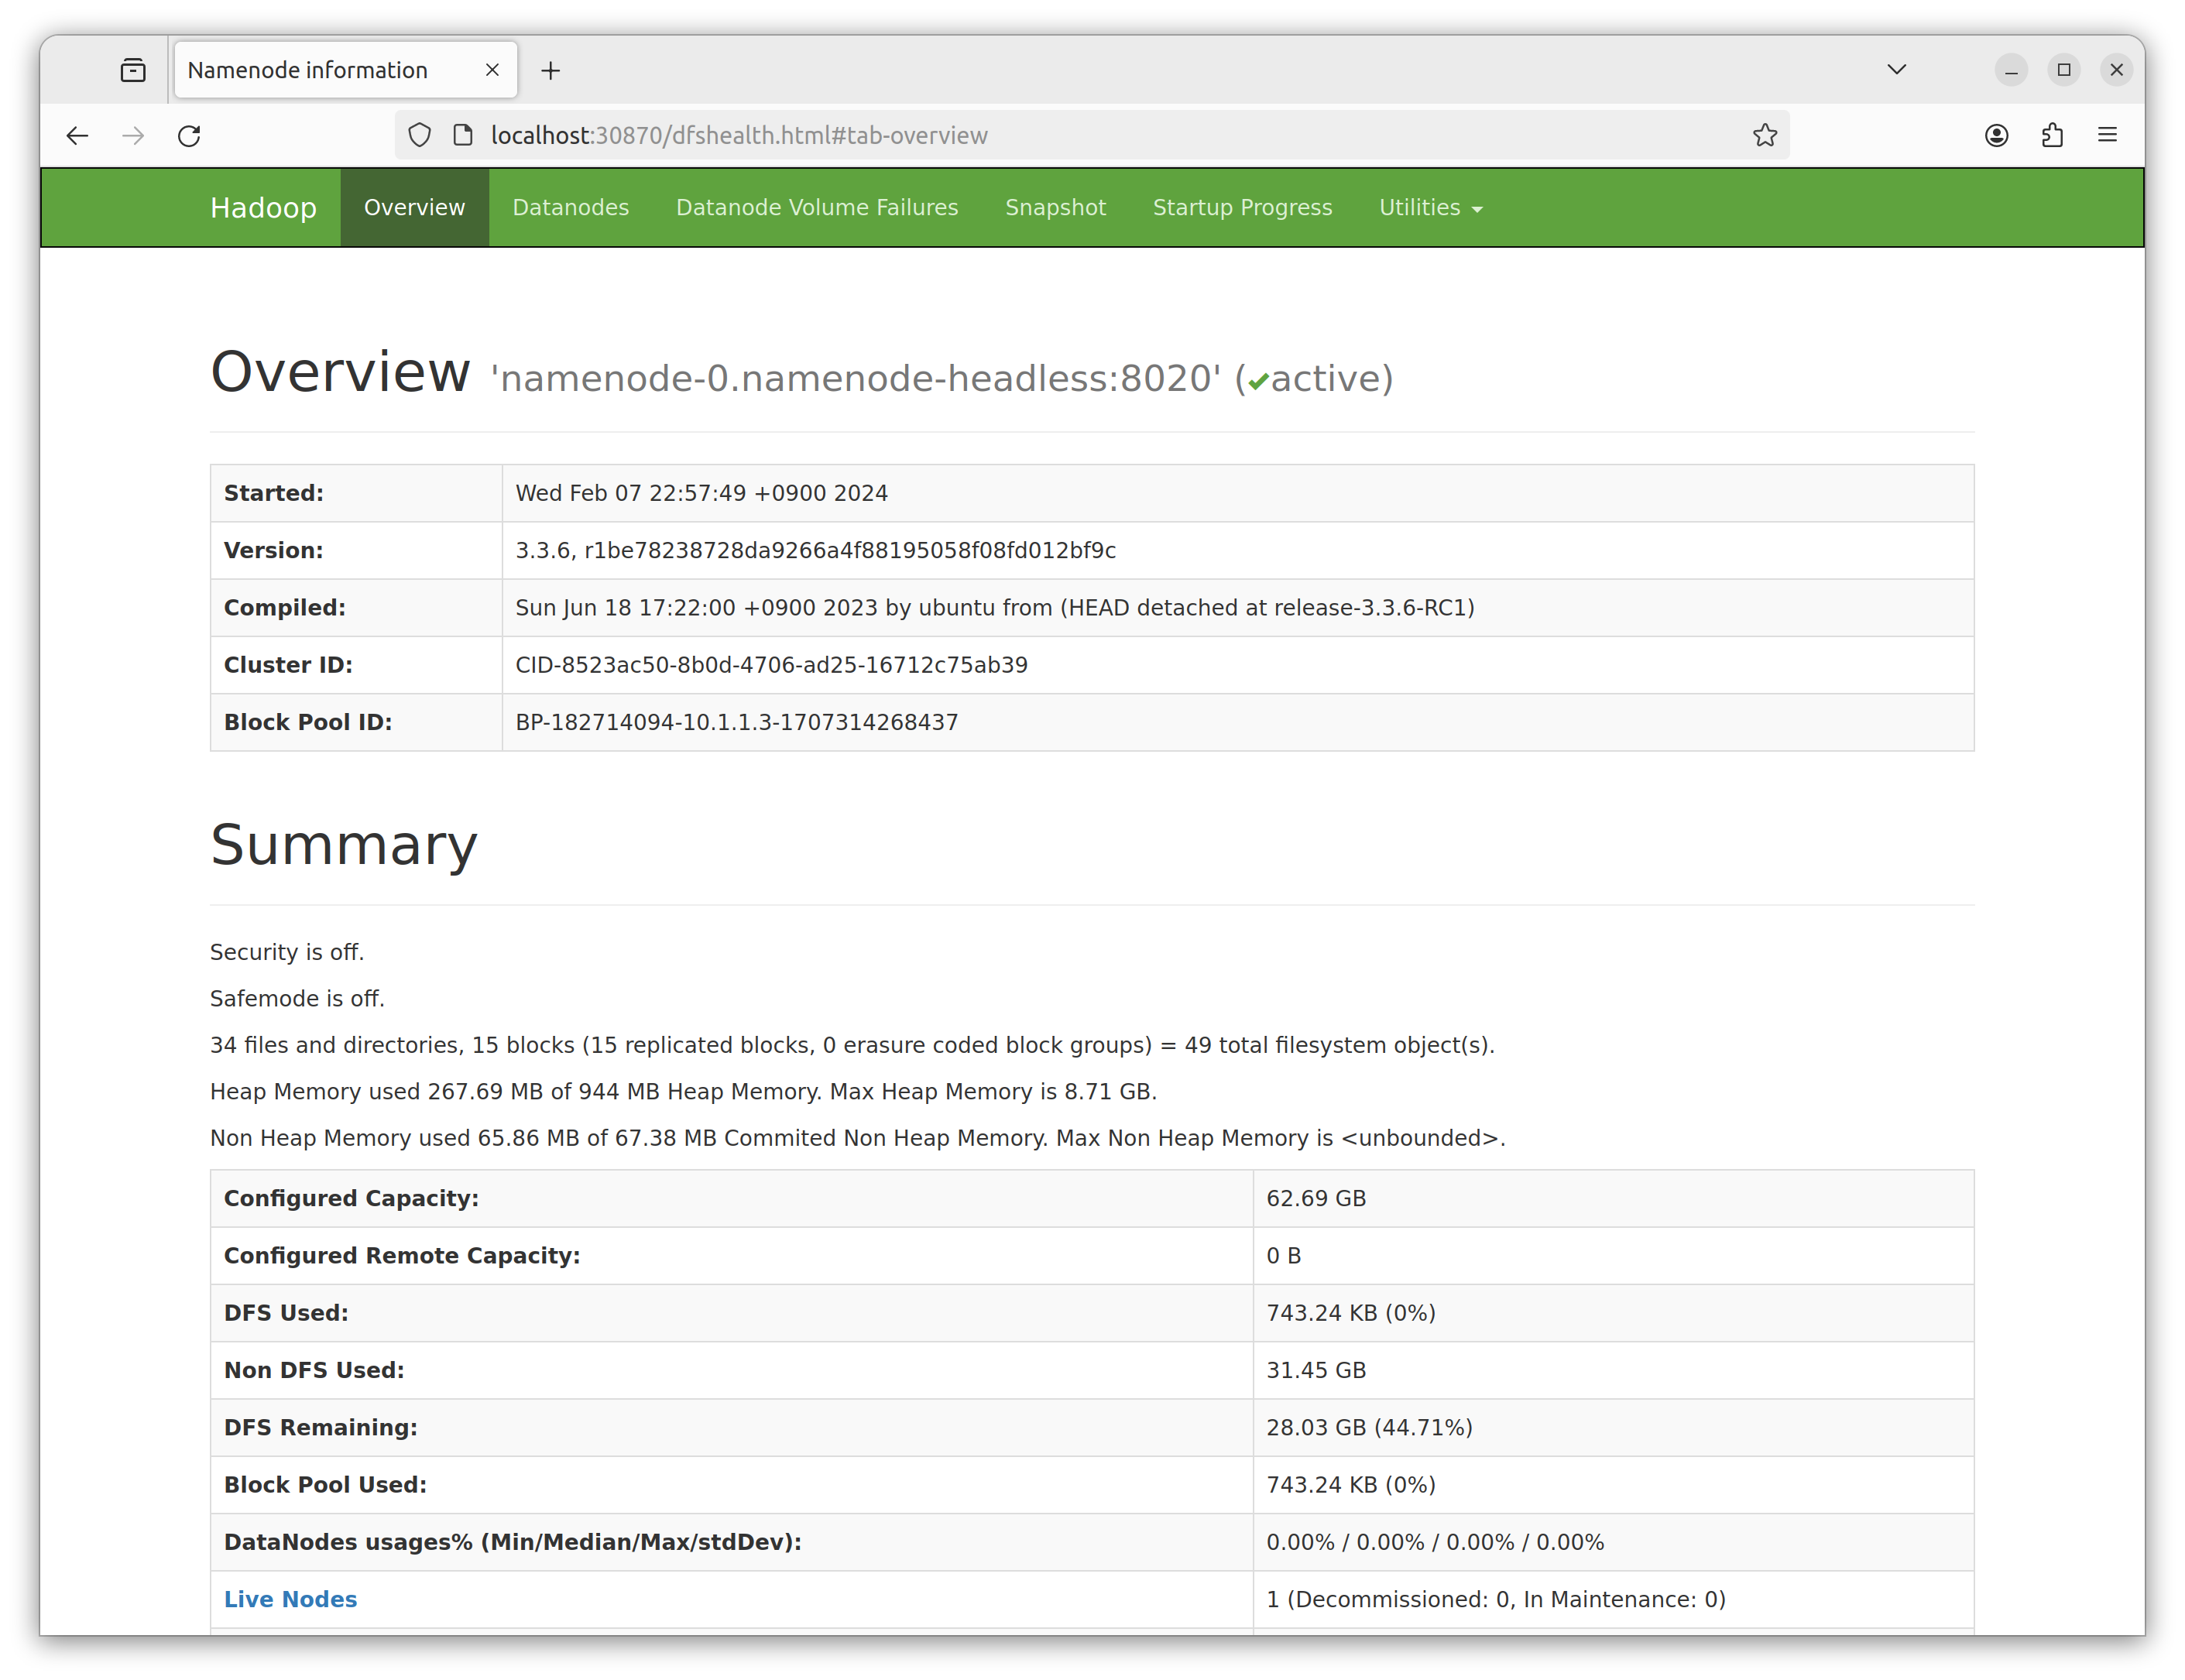 Namenode information
localhost:30870/dfshealth.html#tab-overview
Hadoop Overview Datanodes Datanode Volume Failures Snapshot Startup Progress Utilities
Overview 'namenode-0.namenode-headless:8020' (✔active)
Started: Wed Feb 07 22:57:49 +0900 2024
Version: 3.3.6, r1be78238728da9266a4f88195058f08fd012bf9c
Compiled: Sun Jun 18 17:22:00 +0900 2023 by ubuntu from (HEAD detached at release-3.3.6-RC1)
Cluster ID: CID-8523ac50-8b0d-4706-ad25-16712c75ab39
Block Pool ID: BP-182714094-10.1.1.3-1707314268437
Summary
Security is off.
Safemode is off.
34 files and directories, 15 blocks (15 replicated blocks, 0 erasure coded block groups) = 49 total filesystem object(s).
Heap Memory used 267.69 MB of 944 MB Heap Memory. Max Heap Memory is 8.71 GB.
Non Heap Memory used 65.86 MB of 67.38 MB Commited Non Heap Memory. Max Non Heap Memory is <unbounded>.
Configured Capacity: 62.69 GB
Configured Remote Capacity: 0 B
DFS Used: 743.24 KB (0%)
Non DFS Used: 31.45 GB
DFS Remaining: 28.03 GB (44.71%)
Block Pool Used: 743.24 KB (0%)
DataNodes usages% (Min/Median/Max/stdDev): 0.00% / 0.00% / 0.00% / 0.00%
Live Nodes 1 (Decommissioned: 0, In Maintenance: 0)